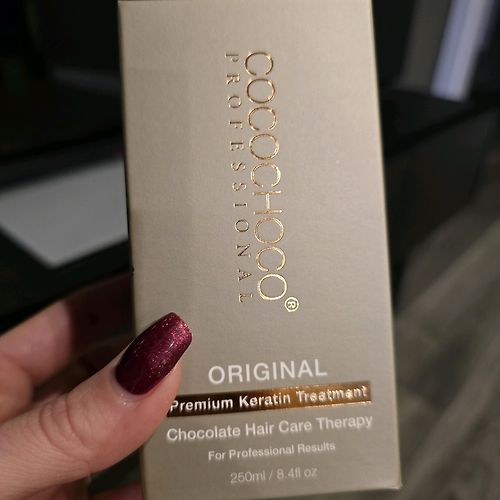 COCOCHOCO®
PROFESSIONAL
ORIGINAL
Premium Keratin Treatment
Chocolate Hair Care Therapy
For Professional Results
250ml / 8.4fl oz